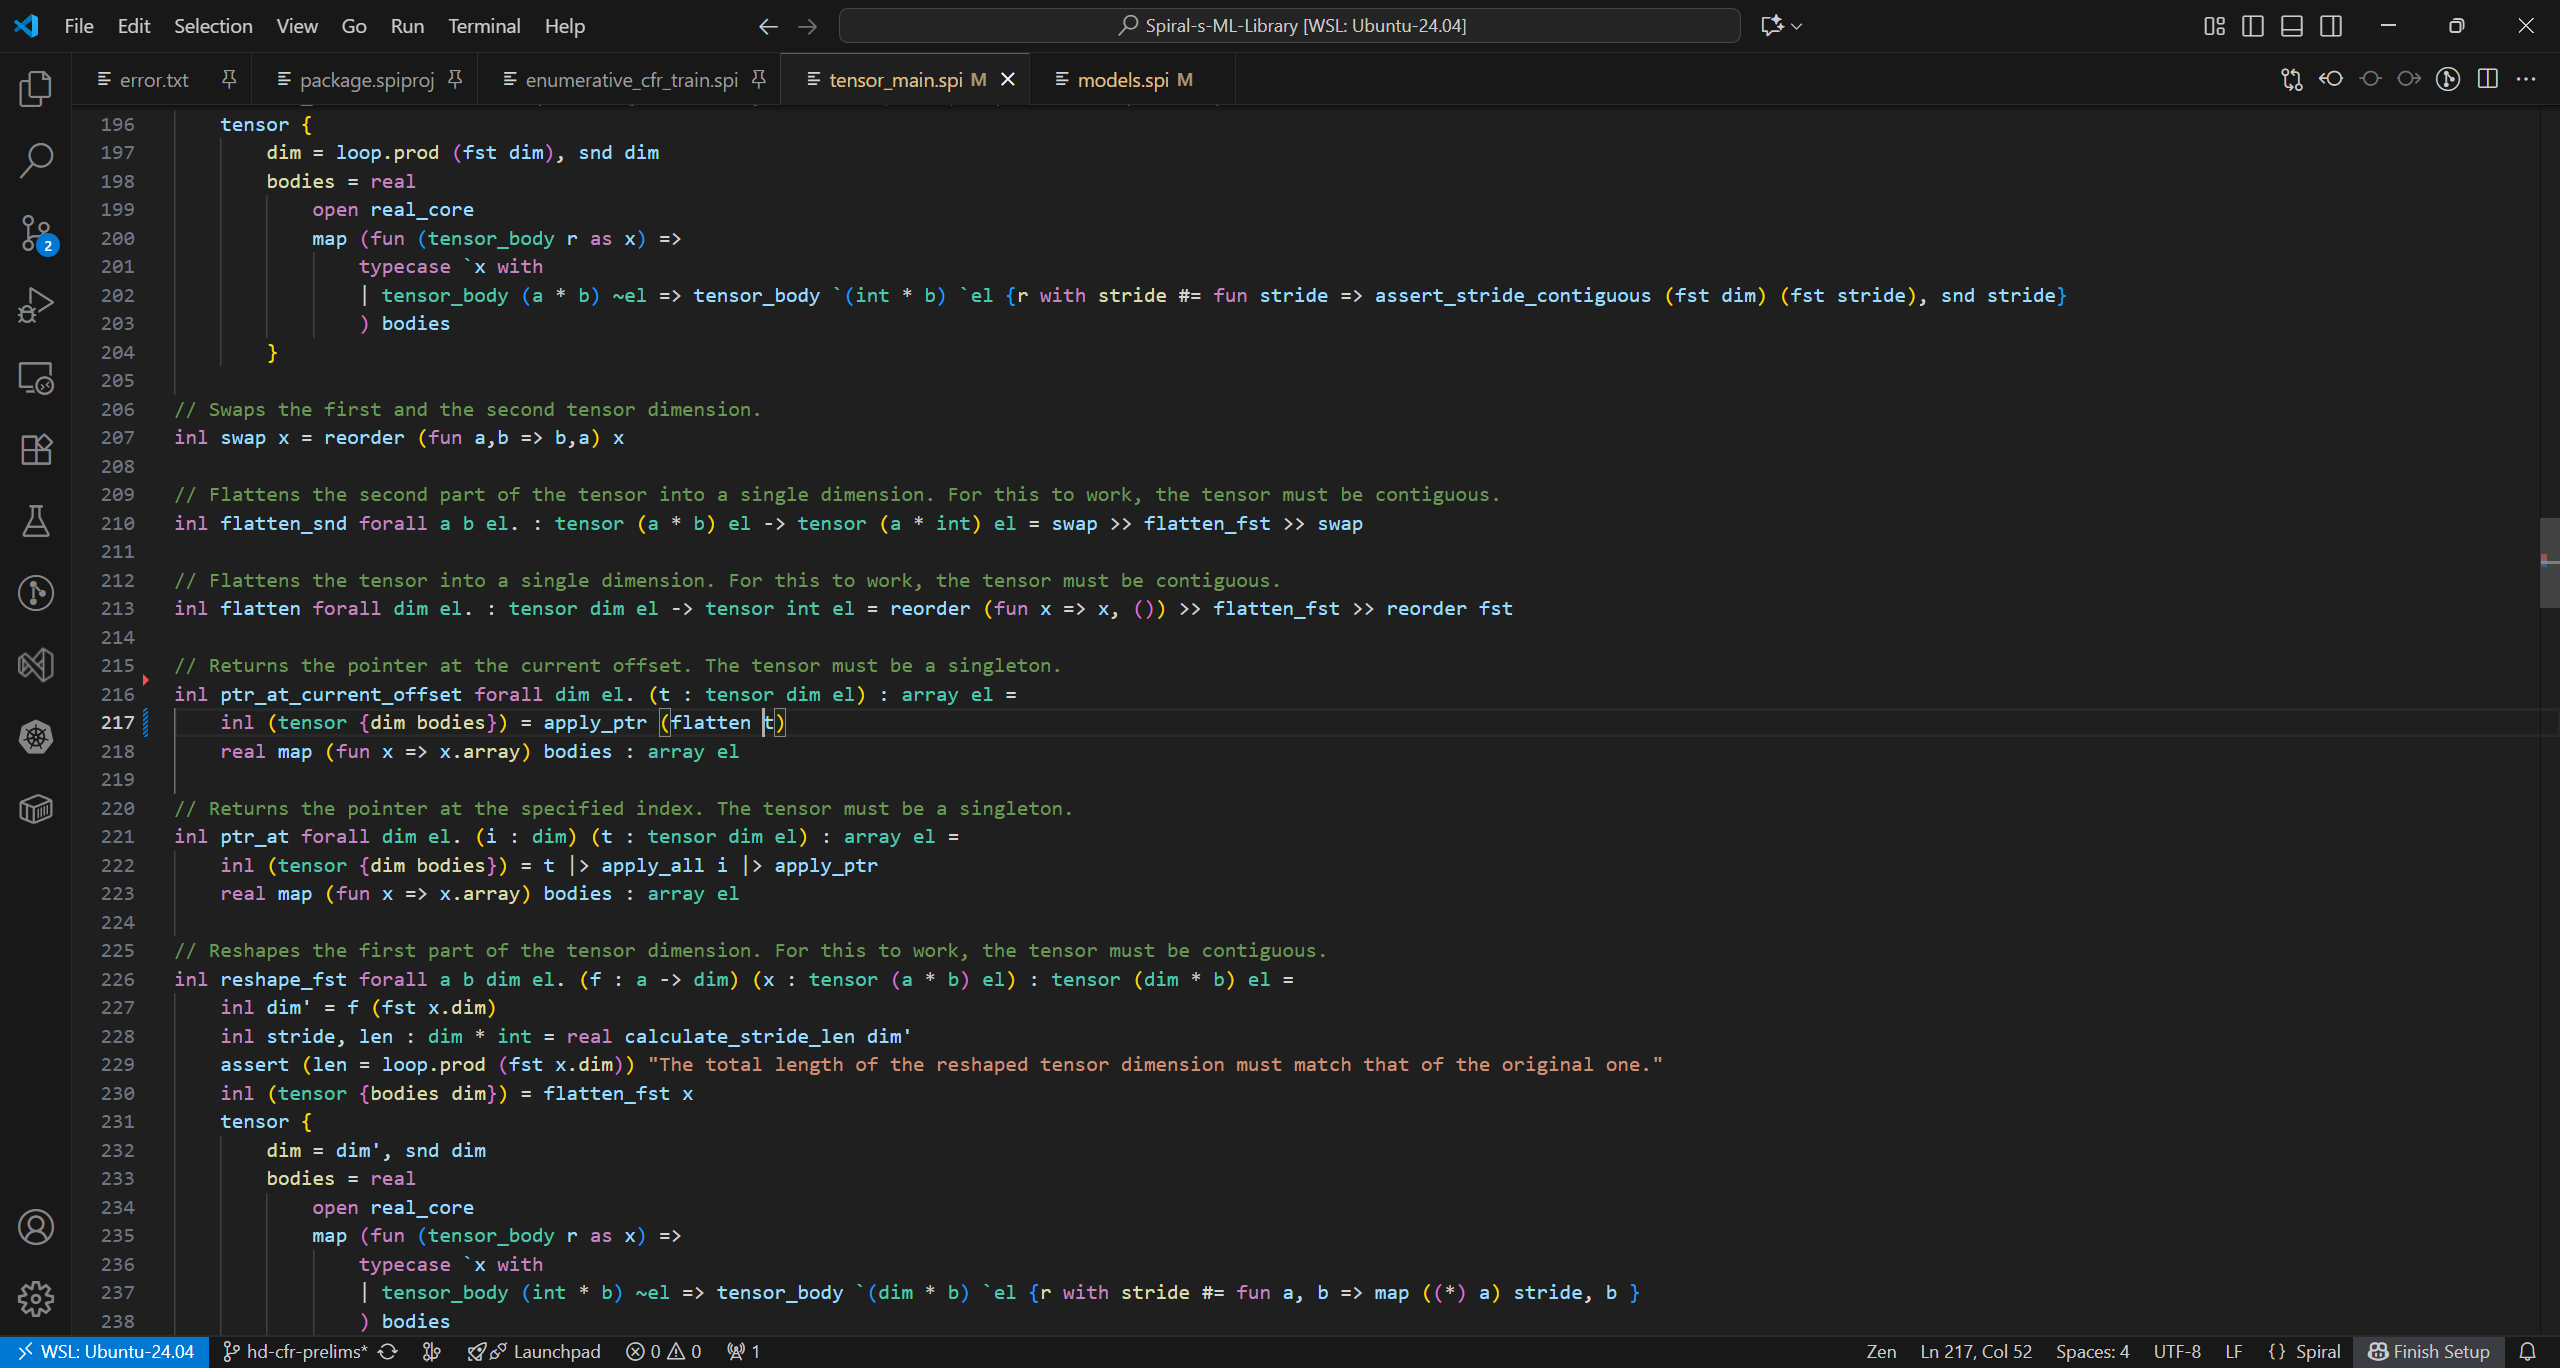 File Edit Selection View Go Run Terminal Help Spiral-s-ML-Library [WSL: Ubuntu-24.04]
error.txt package.spiproj enumerative_cfr_train.spi tensor_main.spi M models.spi M
196 tensor {
197 dim = loop.prod (fst dim), snd dim
198 bodies = real
199 open real_core
200 map (fun (tensor_body r as x) =>
201 typecase `x with
202 | tensor_body (a * b) ~el => tensor_body `(int * b) `el {r with stride #= fun stride => assert_stride_contiguous (fst dim) (fst stride), snd stride}
203 ) bodies
204 }
205
206 // Swaps the first and the second tensor dimension.
207 inl swap x = reorder (fun a,b => b,a) x
208
209 // Flattens the second part of the tensor into a single dimension. For this to work, the tensor must be contiguous.
210 inl flatten_snd forall a b el. : tensor (a * b) el -> tensor (a * int) el = swap >> flatten_fst >> swap
211
212 // Flattens the tensor into a single dimension. For this to work, the tensor must be contiguous.
213 inl flatten forall dim el. : tensor dim el -> tensor int el = reorder (fun x => x, ()) >> flatten_fst >> reorder fst
214
215 // Returns the pointer at the current offset. The tensor must be a singleton.
216 inl ptr_at_current_offset forall dim el. (t : tensor dim el) : array el =
217 inl (tensor {dim bodies}) = apply_ptr (flatten t)
218 real map (fun x => x.array) bodies : array el
219
220 // Returns the pointer at the specified index. The tensor must be a singleton.
221 inl ptr_at forall dim el. (i : dim) (t : tensor dim el) : array el =
222 inl (tensor {dim bodies}) = t |> apply_all i |> apply_ptr
223 real map (fun x => x.array) bodies : array el
224
225 // Reshapes the first part of the tensor dimension. For this to work, the tensor must be contiguous.
226 inl reshape_fst forall a b dim el. (f : a -> dim) (x : tensor (a * b) el) : tensor (dim * b) el =
227 inl dim' = f (fst x.dim)
228 inl stride, len : dim * int = real calculate_stride_len dim'
229 assert (len = loop.prod (fst x.dim)) "The total length of the reshaped tensor dimension must match that of the original one."
230 inl (tensor {bodies dim}) = flatten_fst x
231 tensor {
232 dim = dim', snd dim
233 bodies = real
234 open real_core
235 map (fun (tensor_body r as x) =>
236 typecase `x with
237 | tensor_body (int * b) ~el => tensor_body `(dim * b) `el {r with stride #= fun a, b => map ((*) a) stride, b }
238 ) bodies
2
WSL: Ubuntu-24.04 hd-cfr-prelims* Launchpad 0 0 1 Zen Ln 217, Col 52 Spaces: 4 UTF-8 LF {} Spiral Finish Setup